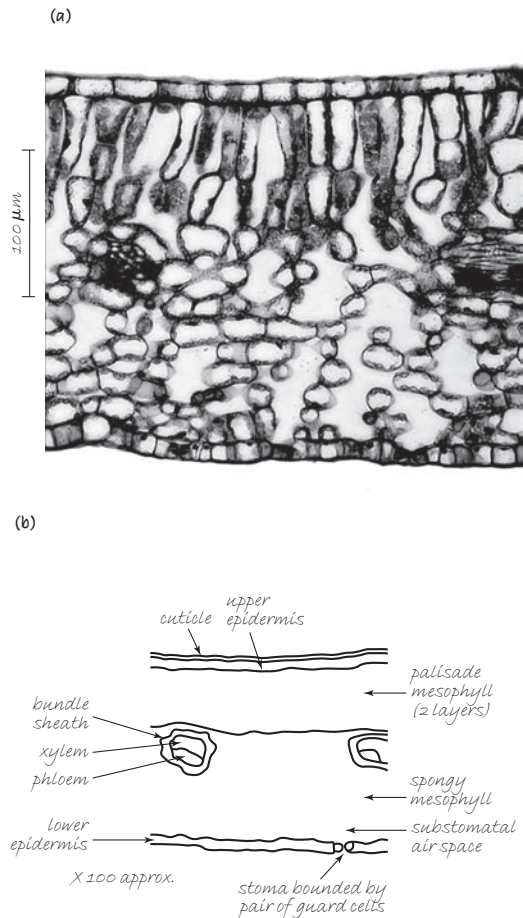 (a)
100 µm
(b)
upper
epidermis
cuticle
palisade
mesophyll
(2 layers)
bundle
sheath
xylem
phloem
spongy
mesophyll
lower
epidermis
substomatal
air space
X 100 approx.
stoma bounded by
pair of guard cells